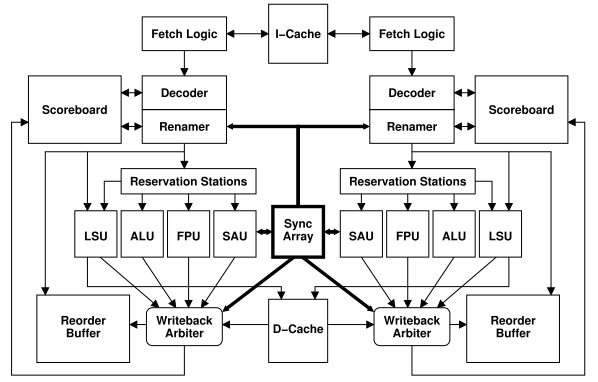 Fetch Logic
I−Cache
Fetch Logic
Scoreboard
Decoder
Decoder
Scoreboard
Renamer
Renamer
Reservation Stations
Reservation Stations
LSU
ALU
FPU
SAU
Sync
Array
SAU
FPU
ALU
LSU
Reorder
Buffer
Writeback
Arbiter
D−Cache
Writeback
Arbiter
Reorder
Buffer